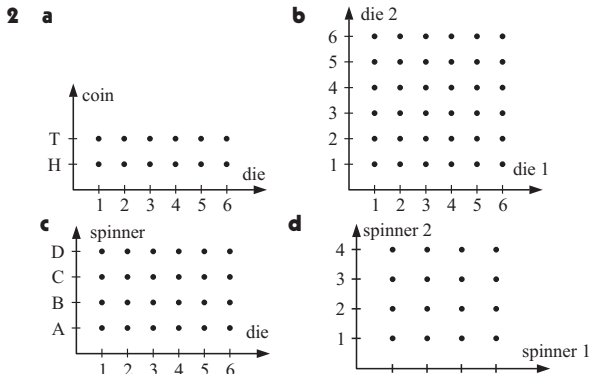 2 a
coin
T
H
die
1 2 3 4 5 6
b
die 2
6
5
4
3
2
1
die 1
1 2 3 4 5 6
c
spinner
D
C
B
A
die
1 2 3 4 5 6
d
spinner 2
4
3
2
1
spinner 1